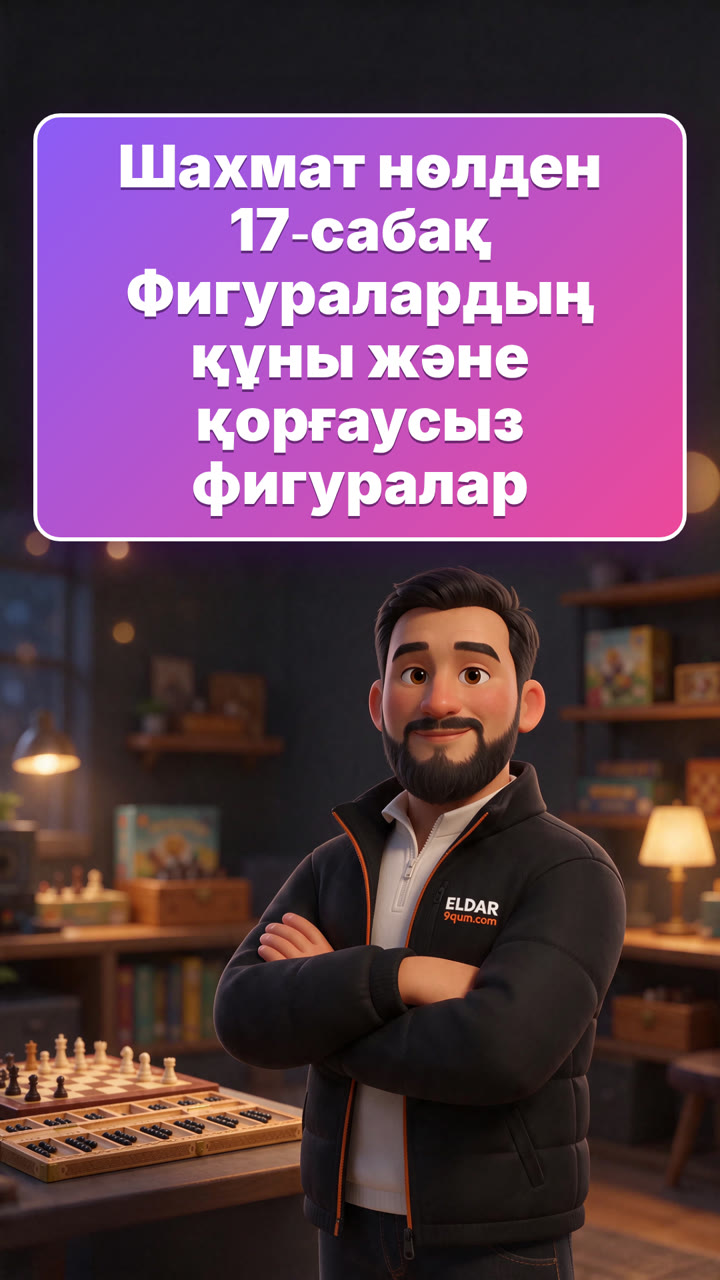 Шахмат нөлден
17-сабақ
Фигуралардың
құны және
қорғаусыз
фигуралар
ELDAR
9qum.com